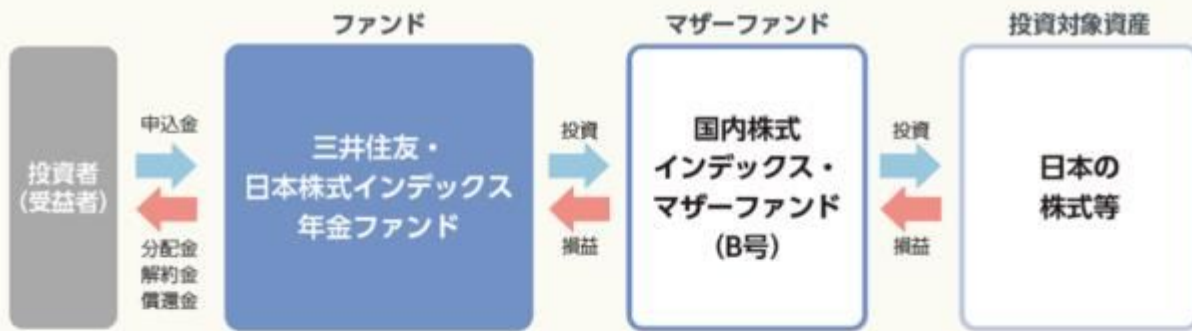 ファンド
マザーファンド
投資対象資産
投資者
(受益者)
申込金
分配金
解約金
償還金
三井住友・
日本株式インデックス
年金ファンド
投資
損益
国内株式
インデックス・
マザーファンド
(B号)
投資
損益
日本の
株式等